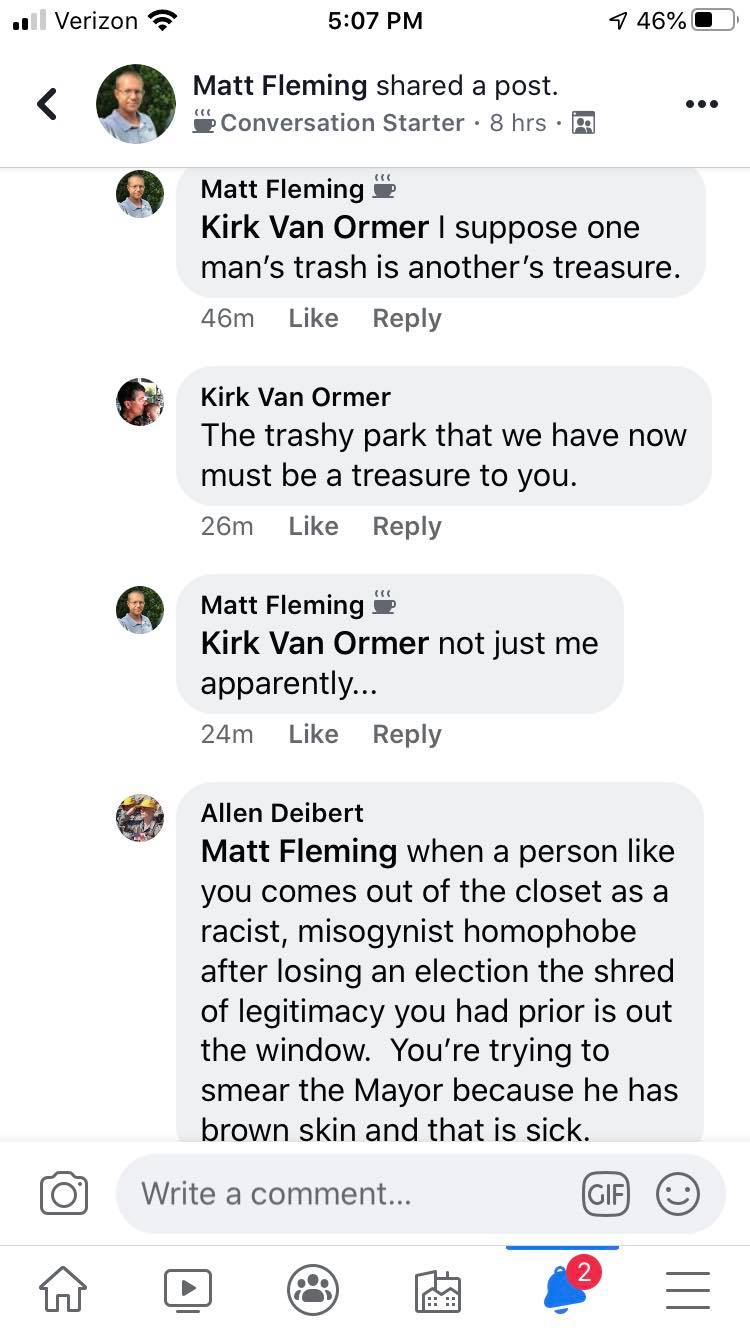 Verizon 5:07 PM 46%
Matt Fleming shared a post.
Conversation Starter · 8 hrs ·
Matt Fleming
Kirk Van Ormer I suppose one
man's trash is another's treasure.
46m Like Reply
Kirk Van Ormer
The trashy park that we have now
must be a treasure to you.
26m Like Reply
Matt Fleming
Kirk Van Ormer not just me
apparently...
24m Like Reply
Allen Deibert
Matt Fleming when a person like
you comes out of the closet as a
racist, misogynist homophobe
after losing an election the shred
of legitimacy you had prior is out
the window.  You're trying to
smear the Mayor because he has
brown skin and that is sick.
Write a comment... GIF
2